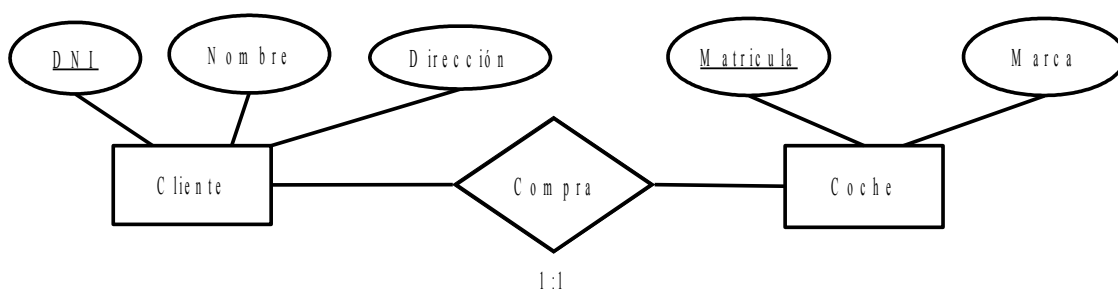 DNI
Nombre
Dirección
Matricula
Marca
Cliente
Compra
Coche
1:1